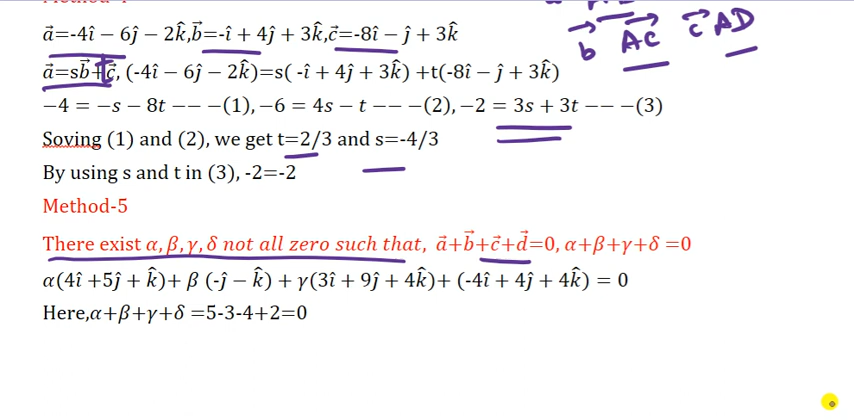 b⃗ AC⃗ c⃗ AD
a⃗=-4î − 6ĵ − 2k̂,b⃗=-î + 4ĵ + 3k̂,c⃗=-8î − ĵ + 3k̂
a⃗=sb⃗+tc⃗, (-4î − 6ĵ − 2k̂)=s( -î + 4ĵ + 3k̂) +t(-8î − ĵ + 3k̂)
−4 = −s − 8t −− −(1), −6 = 4s − t −− −(2), −2 = 3s + 3t −− −(3)
Soving (1) and (2), we get t=2/3 and s=-4/3
By using s and t in (3), -2=-2
Method-5
There exist α, β, γ, δ not all zero such that, a⃗+b⃗+c⃗+d⃗=0, α+β+γ+δ =0
α(4î +5ĵ + k̂)+ β (-ĵ − k̂) + γ(3î + 9ĵ + 4k̂)+ (-4î + 4ĵ + 4k̂) = 0
Here,α+β+γ+δ =5-3-4+2=0